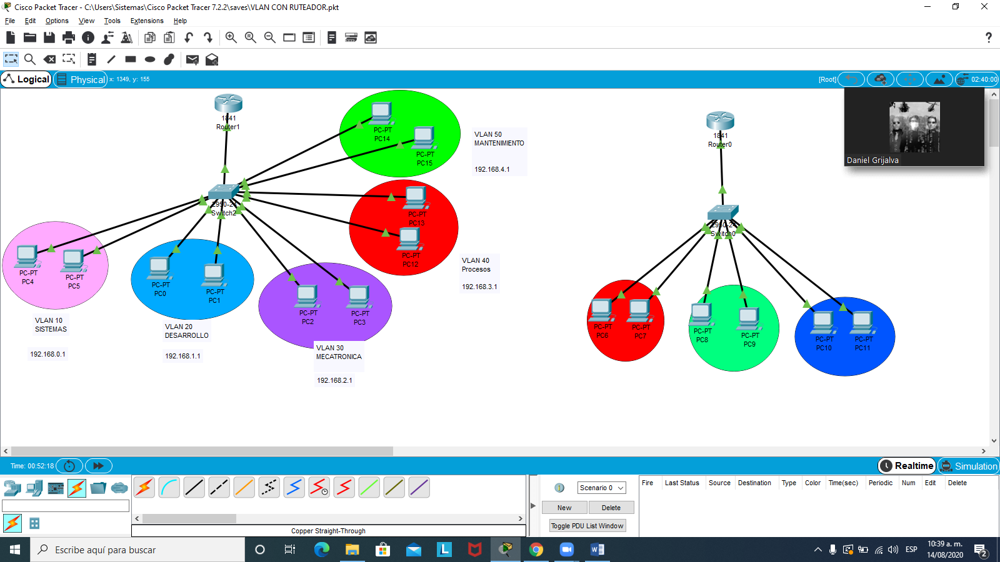 Cisco Packet Tracer - C:\Users\Sistemas\Cisco Packet Tracer 7.2.2\saves\VLAN CON RUTEADOR.pkt
File Edit Options View Tools Extensions Help
?
Logical
Physical
x: 1349, y: 155
[Root]
02:40:00
Daniel Grijalva
1841
Router1
PC-PT
PC14
PC-PT
PC15
VLAN 50
MANTENIMIENTO
192.168.4.1
1841
Router0
2950-24
Switch2
PC-PT
PC13
PC-PT
PC12
VLAN 40
Procesos
192.168.3.1
2950-24
Switch0
PC-PT
PC4
PC-PT
PC5
PC-PT
PC0
PC-PT
PC1
PC-PT
PC2
PC-PT
PC3
VLAN 10
SISTEMAS
192.168.0.1
VLAN 20
DESARROLLO
192.168.1.1
VLAN 30
MECATRONICA
192.168.2.1
PC-PT
PC6
PC-PT
PC7
PC-PT
PC8
PC-PT
PC9
PC-PT
PC10
PC-PT
PC11
Time: 00:52:18
Realtime
Simulation
Scenario 0
New
Delete
Toggle PDU List Window
Fire Last Status Source Destination Type Color Time(sec) Periodic Num Edit Delete
Copper Straight-Through
Escribe aquí para buscar
L
W
ESP
10:39 a. m.
14/08/2020
2